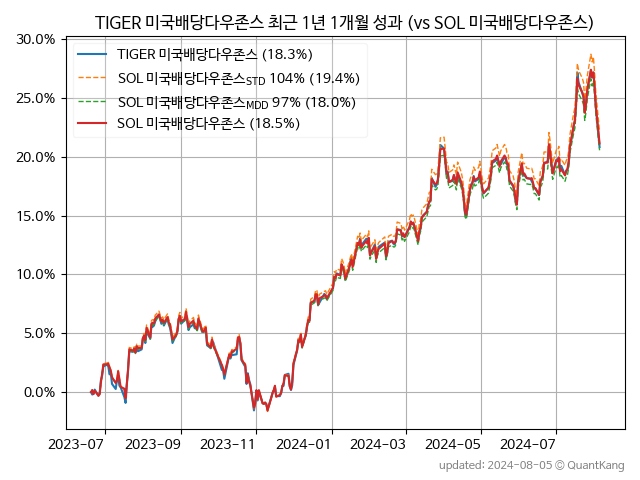 TIGER 미국배당다우존스 최근 1년 1개월 성과 (vs SOL 미국배당다우존스)
30.0%
25.0%
20.0%
15.0%
10.0%
5.0%
0.0%
TIGER 미국배당다우존스 (18.3%)
SOL 미국배당다우존스STD 104% (19.4%)
SOL 미국배당다우존스MDD 97% (18.0%)
SOL 미국배당다우존스 (18.5%)
2023-07 2023-09 2023-11 2024-01 2024-03 2024-05 2024-07
updated: 2024-08-05 © QuantKang